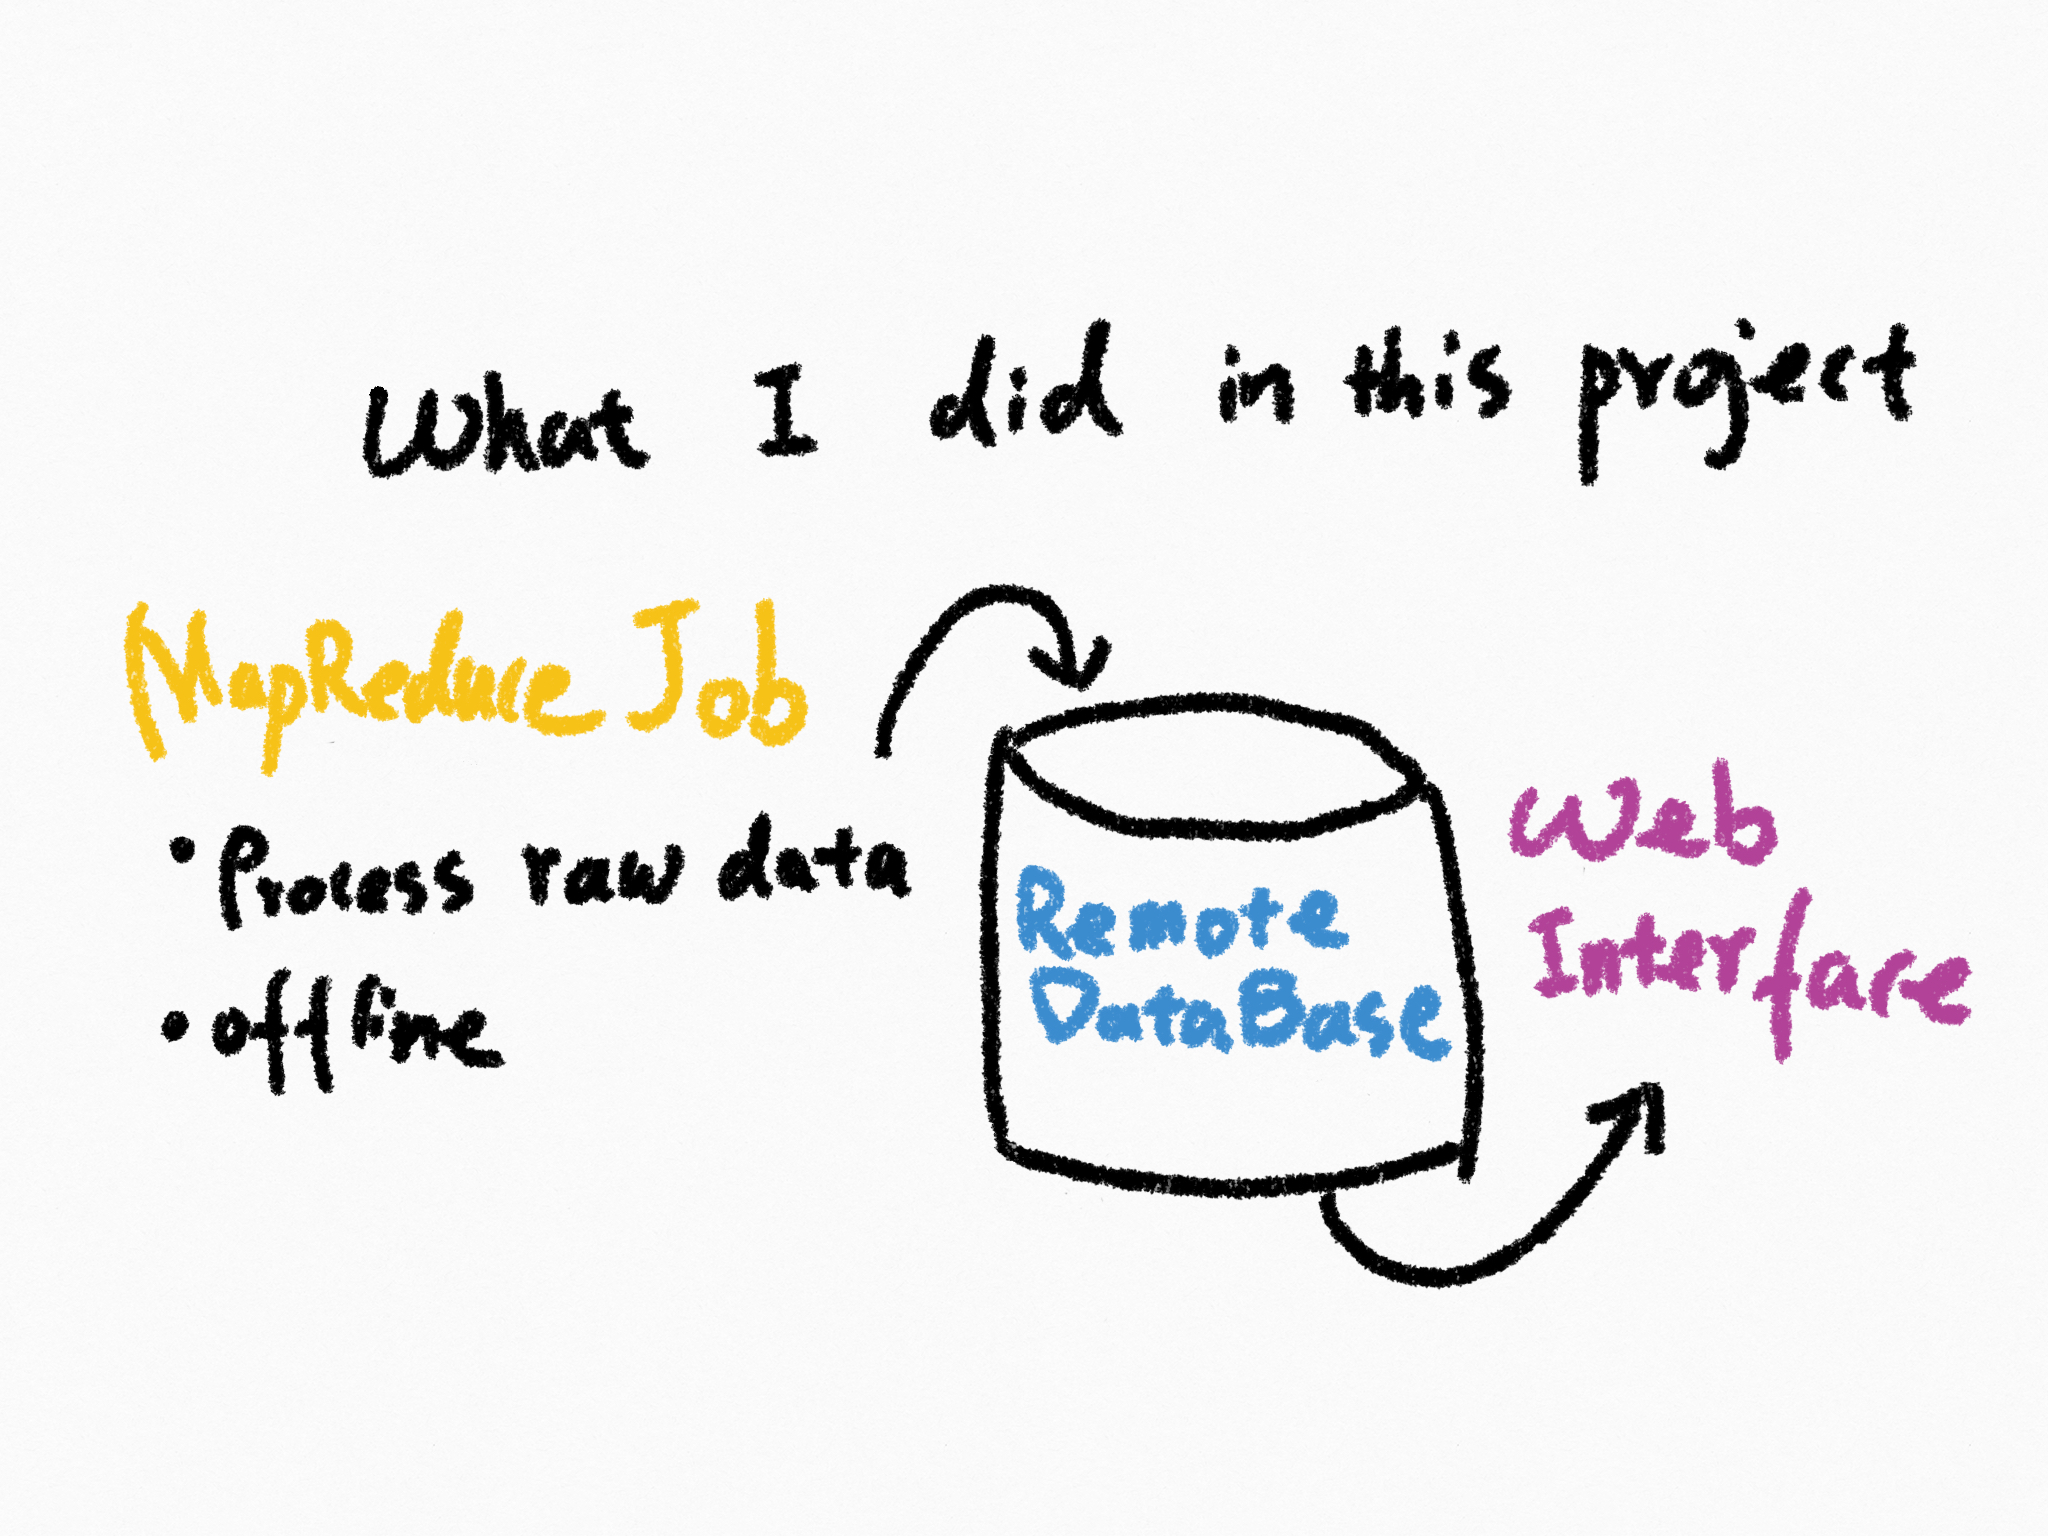 What I did in this project
MapReduce Job
• Process raw data
• offline
Remote
DataBase
Web
Interface